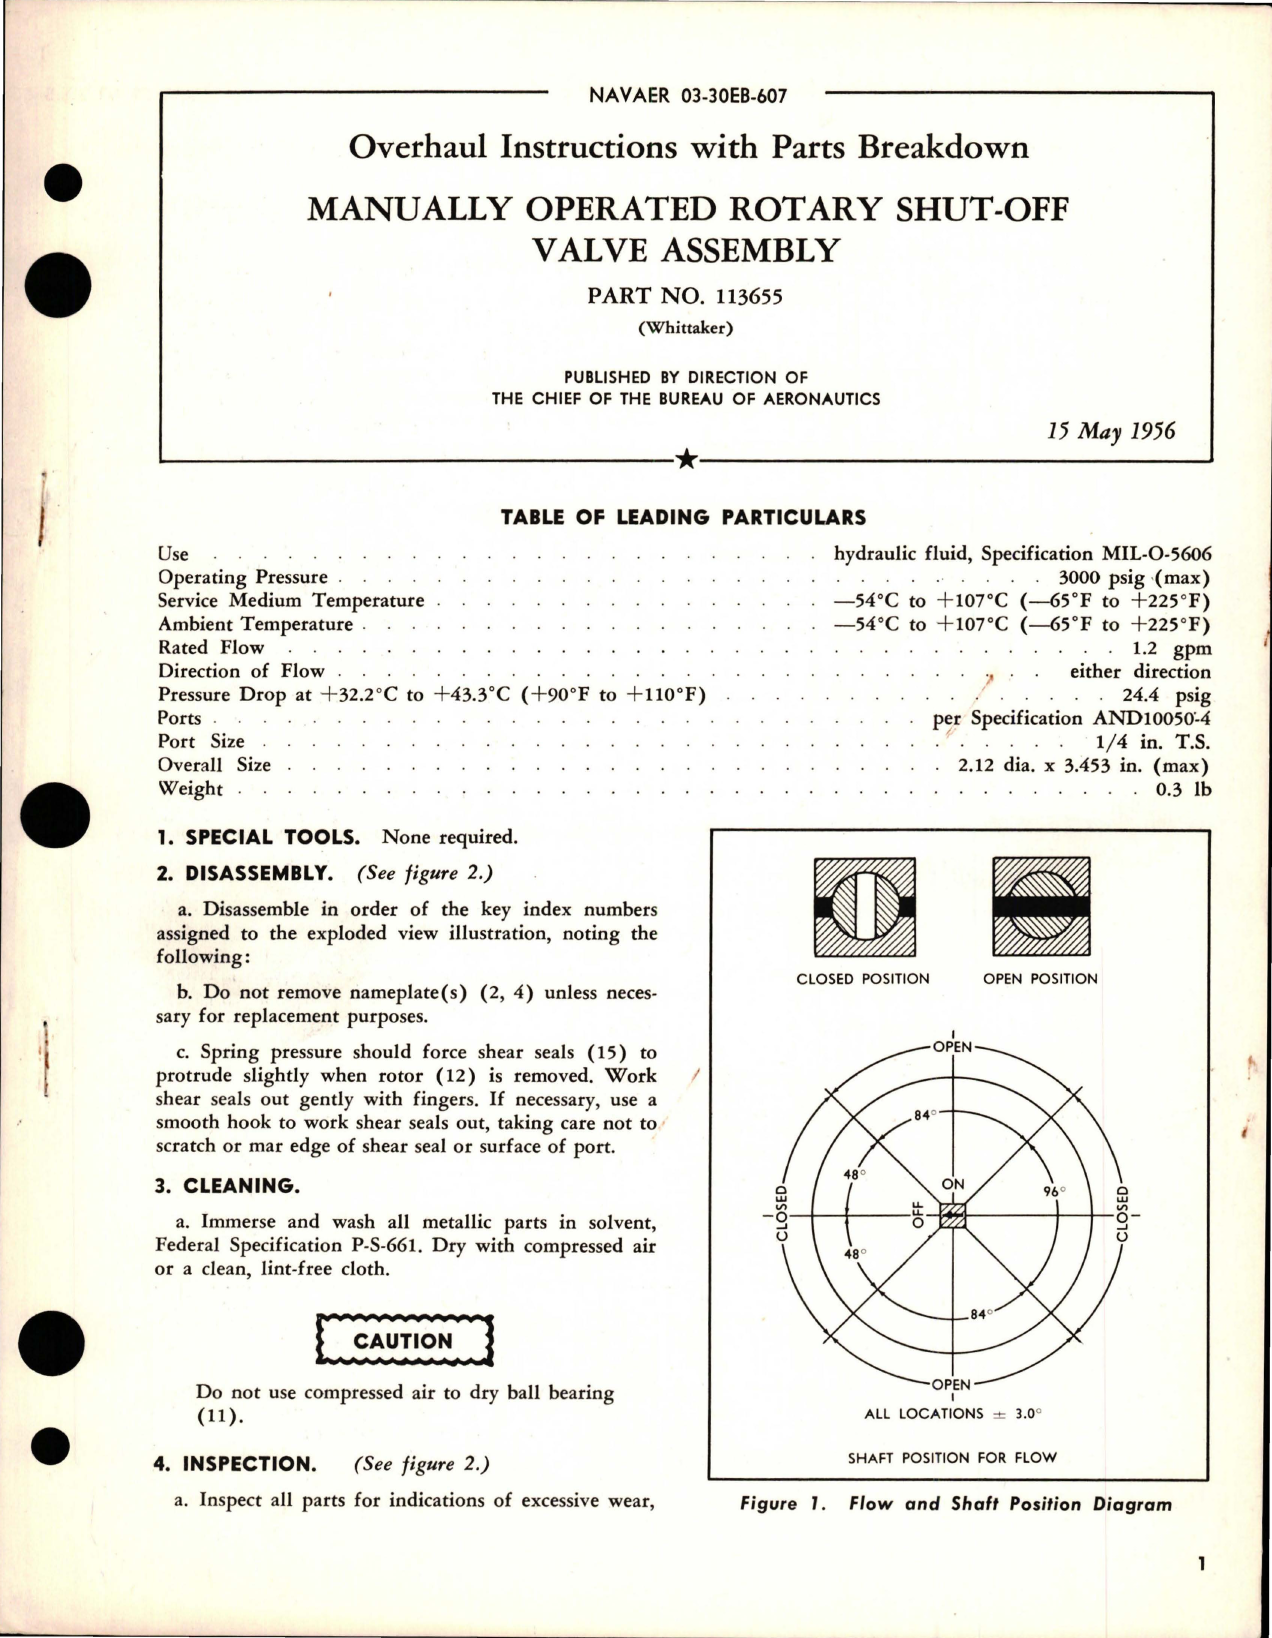 NAVAER 03-30EB-607
Overhaul Instructions with Parts Breakdown
MANUALLY OPERATED ROTARY SHUT-OFF
VALVE ASSEMBLY
PART NO. 113655
(Whittaker)
PUBLISHED BY DIRECTION OF
THE CHIEF OF THE BUREAU OF AERONAUTICS
15 May 1956
TABLE OF LEADING PARTICULARS
Use . . . . . . . . . . hydraulic fluid, Specification MIL-O-5606
Operating Pressure . . . . . . . . . . 3000 psig (max)
Service Medium Temperature . . . . . . . . . . —54°C to +107°C (—65°F to +225°F)
Ambient Temperature . . . . . . . . . . —54°C to +107°C (—65°F to +225°F)
Rated Flow . . . . . . . . . . 1.2 gpm
Direction of Flow . . . . . . . . . . either direction
Pressure Drop at +32.2°C to +43.3°C (+90°F to +110°F) . . . . . . . . . . 24.4 psig
Ports . . . . . . . . . . per Specification AND10050-4
Port Size . . . . . . . . . . 1/4 in. T.S.
Overall Size . . . . . . . . . . 2.12 dia. x 3.453 in. (max)
Weight . . . . . . . . . . 0.3 lb
1. SPECIAL TOOLS. None required.
2. DISASSEMBLY. (See figure 2.)
a. Disassemble in order of the key index numbers
assigned to the exploded view illustration, noting the
following:
b. Do not remove nameplate(s) (2, 4) unless neces-
sary for replacement purposes.
c. Spring pressure should force shear seals (15) to
protrude slightly when rotor (12) is removed. Work
shear seals out gently with fingers. If necessary, use a
smooth hook to work shear seals out, taking care not to
scratch or mar edge of shear seal or surface of port.
3. CLEANING.
a. Immerse and wash all metallic parts in solvent,
Federal Specification P-S-661. Dry with compressed air
or a clean, lint-free cloth.
CAUTION
Do not use compressed air to dry ball bearing
(11).
4. INSPECTION. (See figure 2.)
a. Inspect all parts for indications of excessive wear,
CLOSED POSITION OPEN POSITION
OPEN
84°
48°
ON
96°
CLOSED
OFF
CLOSED
48°
84°
OPEN
ALL LOCATIONS ± 3.0°
SHAFT POSITION FOR FLOW
Figure 1. Flow and Shaft Position Diagram
1